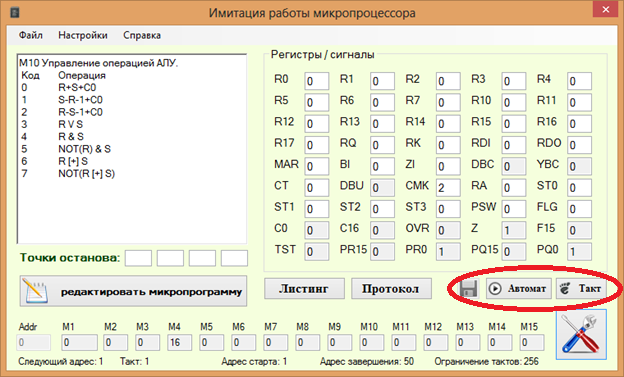 Имитация работы микропроцессора
Файл Настройки Справка
М10 Управление операцией АЛУ.
Код Операция
0 R+S+C0
1 S-R-1+C0
2 R-S-1+C0
3 R V S
4 R & S
5 NOT(R) & S
6 R [+] S
7 NOT(R [+] S)
Точки останова:
редактировать микропрограмму
Регистры / сигналы
R0 0 R1 0 R2 0 R3 0 R4 0
R5 0 R6 0 R7 0 R10 0 R11 0
R12 0 R13 0 R14 0 R15 0 R16 0
R17 0 RQ 0 RK 0 RDI 0 RDO 0
MAR 0 BI 0 ZI 0 DBC 0 YBC 0
CT 0 DBU 0 CMK 2 RA 0 ST0 0
ST1 0 ST2 0 ST3 0 PSW 0 FLG 0
C0 0 C16 0 OVR 0 Z 1 F15 0
TST 0 PR15 0 PR0 1 PQ15 0 PQ0 1
Листинг Протокол Автомат Такт
Addr M1 M2 M3 M4 M5 M6 M7 M8 M9 M10 M11 M12 M13 M14 M15
0 0 0 0 16 0 0 0 0 0 0 0 0 0 0 0
Следующий адрес: 1 Такт: 1 Адрес старта: 1 Адрес завершения: 50 Ограничение тактов: 256